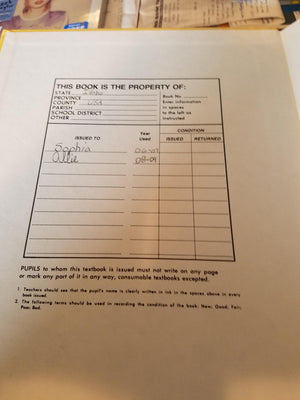 THIS BOOK IS THE PROPERTY OF:
STATE Idaho
PROVINCE
COUNTY USA
PARISH
SCHOOL DISTRICT
OTHER
Book No.
Enter information
in spaces
to the left as
instructed
ISSUED TO
Year
Used
CONDITION
ISSUED
RETURNED
Sophia
Ollie 08-09
PUPILS to whom this textbook is issued must not write on any page
or mark any part of it in any way, consumable textbooks excepted.
1. Teachers should see that the pupil's name is clearly written in ink in the spaces above in every
book issued.
2. The following terms should be used in recording the condition of the book: New; Good; Fair;
Poor; Bad.